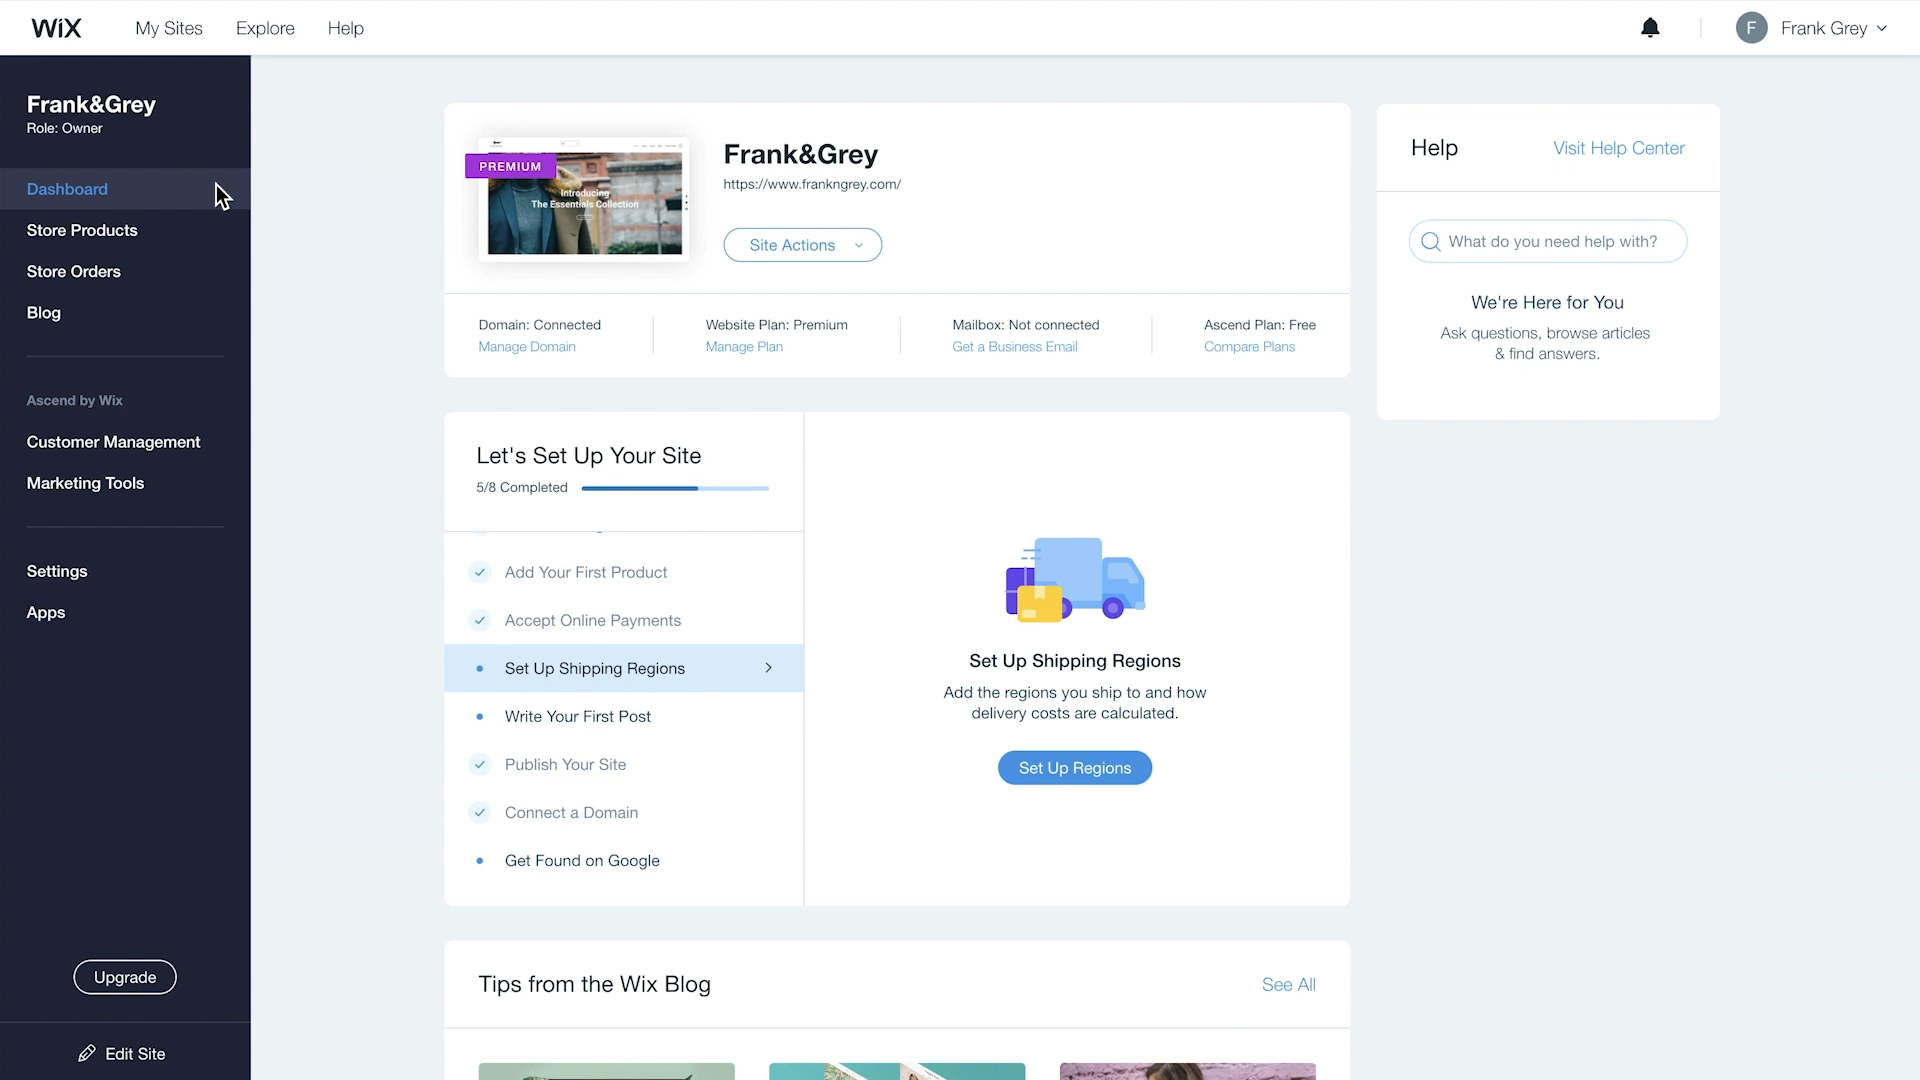 WiX
My Sites
Explore
Help
F
Frank Grey
Frank&Grey
Role: Owner
Dashboard
Store Products
Store Orders
Blog
Ascend by Wix
Customer Management
Marketing Tools
Settings
Apps
Upgrade
Edit Site
PREMIUM
Introducing
The Essentials Collection
Frank&Grey
https://www.frankngrey.com/
Site Actions
Domain: Connected
Manage Domain
Website Plan: Premium
Manage Plan
Mailbox: Not connected
Get a Business Email
Ascend Plan: Free
Compare Plans
Let's Set Up Your Site
5/8 Completed
Add Your First Product
Accept Online Payments
Set Up Shipping Regions
Write Your First Post
Publish Your Site
Connect a Domain
Get Found on Google
Set Up Shipping Regions
Add the regions you ship to and how
delivery costs are calculated.
Set Up Regions
Tips from the Wix Blog
See All
Help
Visit Help Center
What do you need help with?
We're Here for You
Ask questions, browse articles
& find answers.